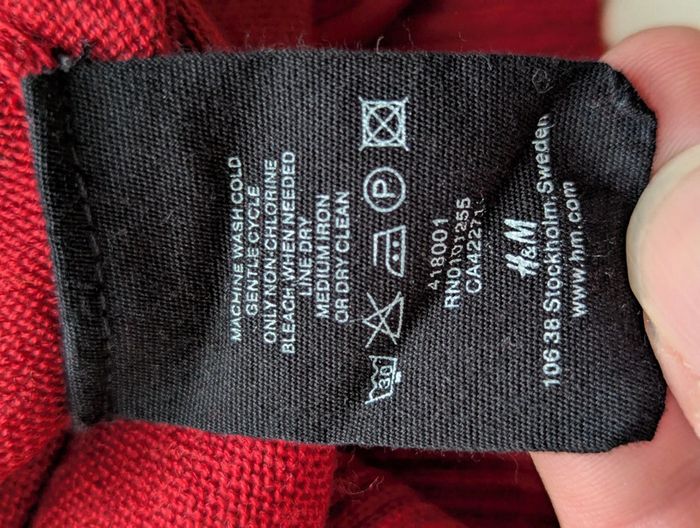 MACHINE WASH COLD
GENTLE CYCLE
ONLY NON-CHLORINE
BLEACH WHEN NEEDED
LINE DRY
MEDIUM IRON
OR DRY CLEAN
30
P
418001
RN0101255
H&M
106 38 Stockholm, Sweden
www.hm.com